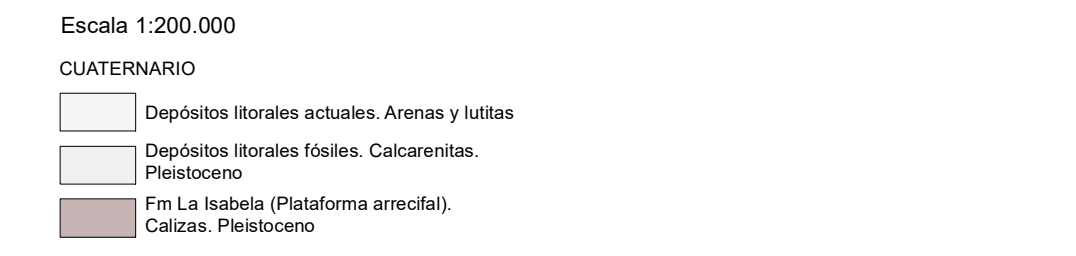 Escala 1:200.000
CUATERNARIO
Depósitos litorales actuales. Arenas y lutitas
Depósitos litorales fósiles. Calcarenitas.
Pleistoceno
Fm La Isabela (Plataforma arrecifal).
Calizas. Pleistoceno